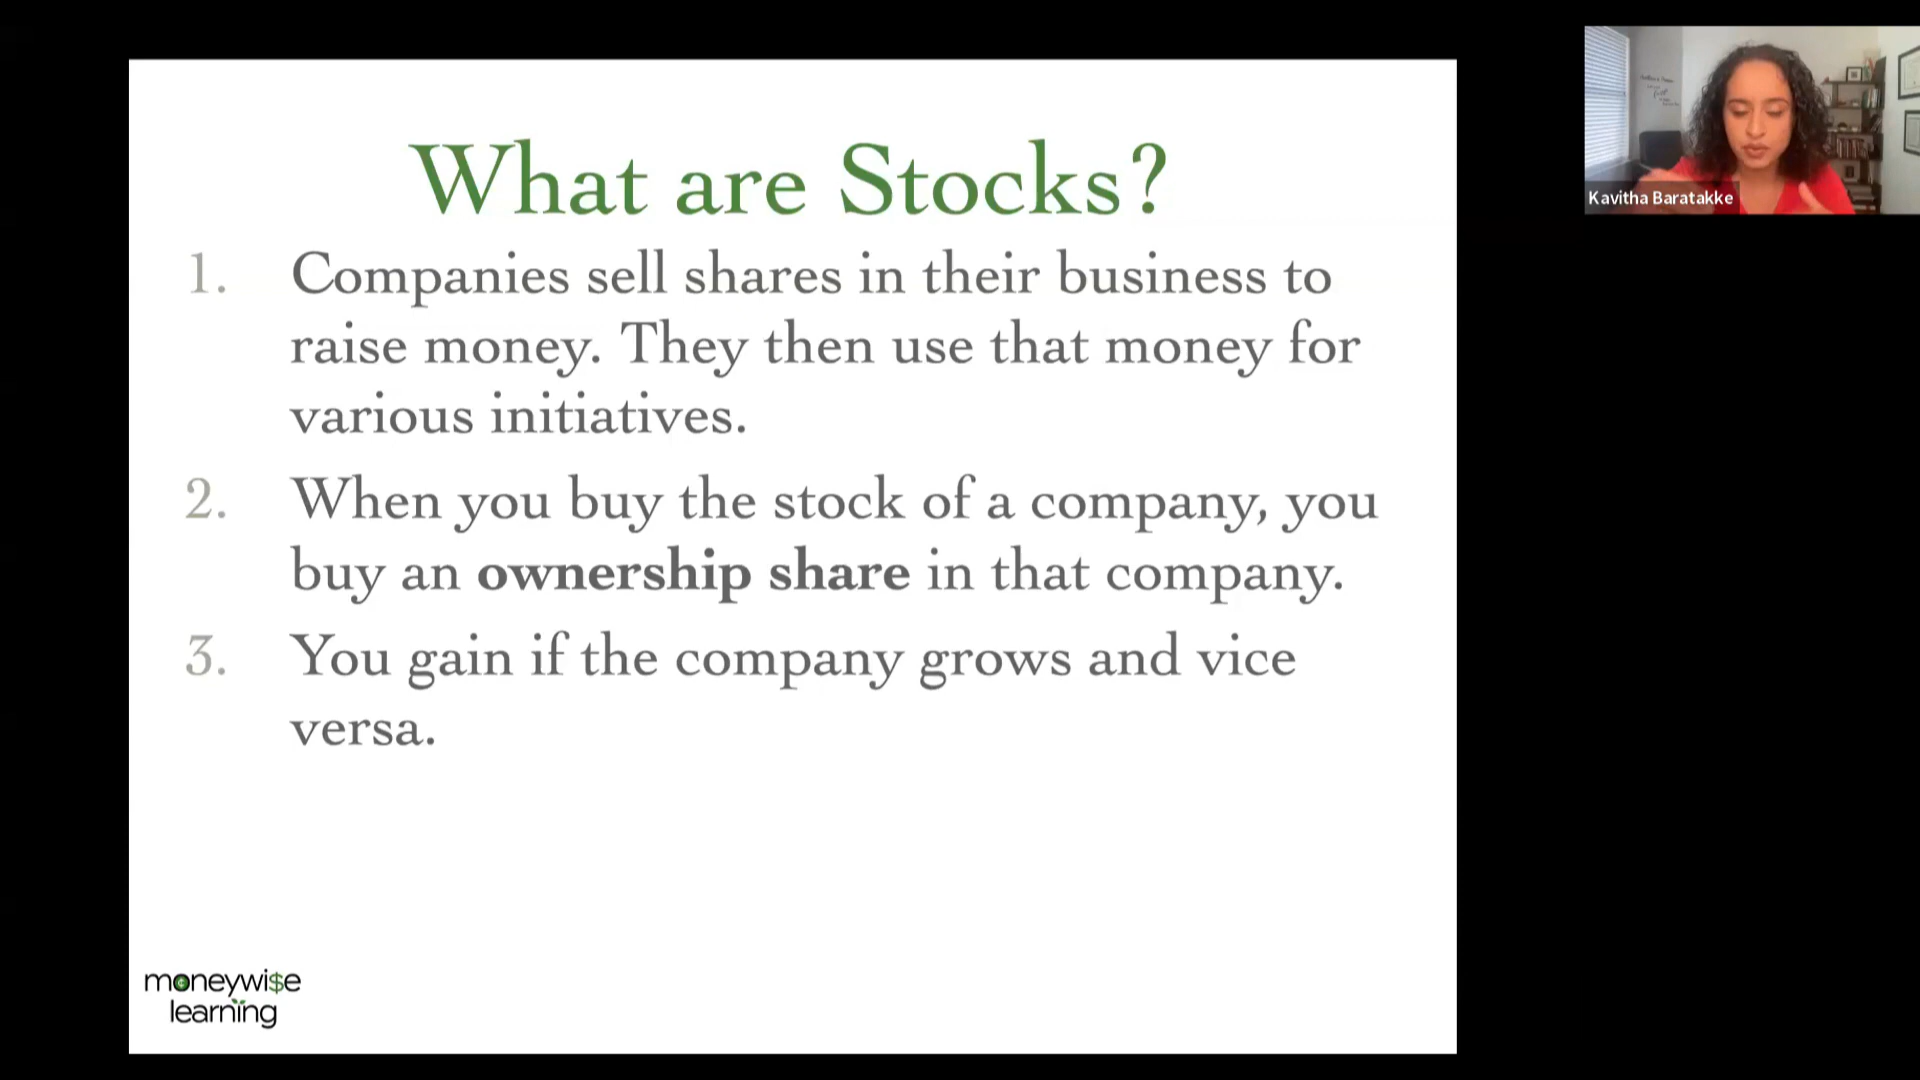 What are Stocks?
1. Companies sell shares in their business to
raise money. They then use that money for
various initiatives.
2. When you buy the stock of a company, you
buy an ownership share in that company.
3. You gain if the company grows and vice
versa.
moneywi$e
learning
Kavitha Baratakke